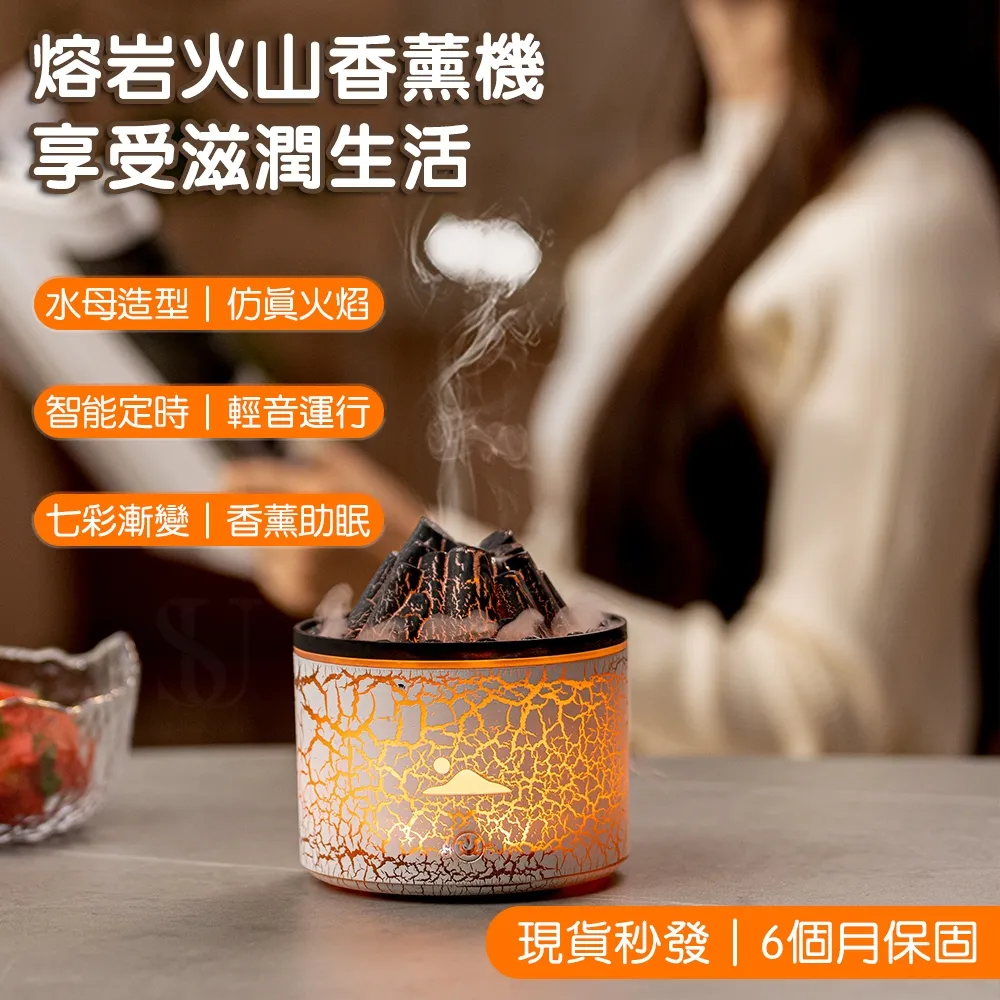 熔岩火山香薰機
享受滋潤生活
水母造型｜仿真火焰
智能定時｜輕音運行
七彩漸變｜香薰助眠
SU
現貨秒發｜6個月保固